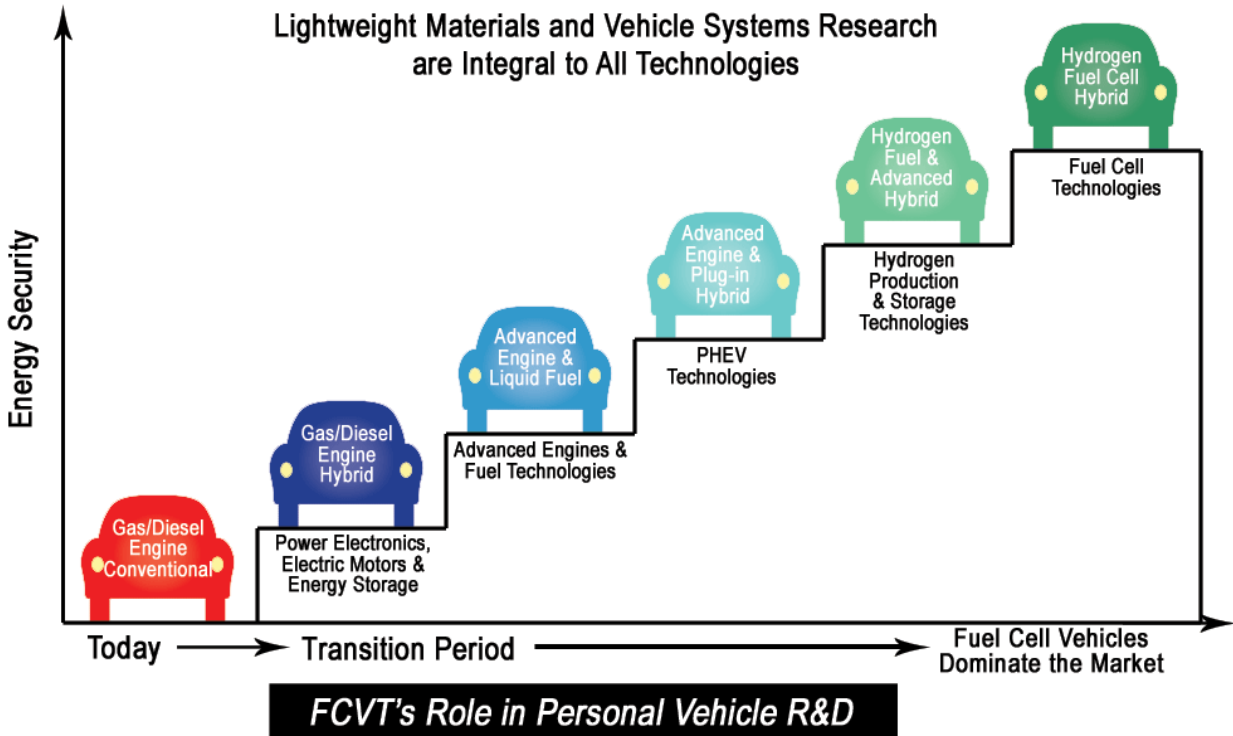 Lightweight Materials and Vehicle Systems Research
are Integral to All Technologies
Energy Security
Hydrogen
Fuel Cell
Hybrid
Fuel Cell
Technologies
Hydrogen
Fuel &
Advanced
Hybrid
Hydrogen
Production
& Storage
Technologies
Advanced
Engine &
Plug-in
Hybrid
PHEV
Technologies
Advanced
Engine &
Liquid Fuel
Advanced Engines &
Fuel Technologies
Gas/Diesel
Engine
Hybrid
Power Electronics,
Electric Motors &
Energy Storage
Gas/Diesel
Engine
Conventional
Today
Transition Period
Fuel Cell Vehicles
Dominate the Market
FCVT's Role in Personal Vehicle R&D